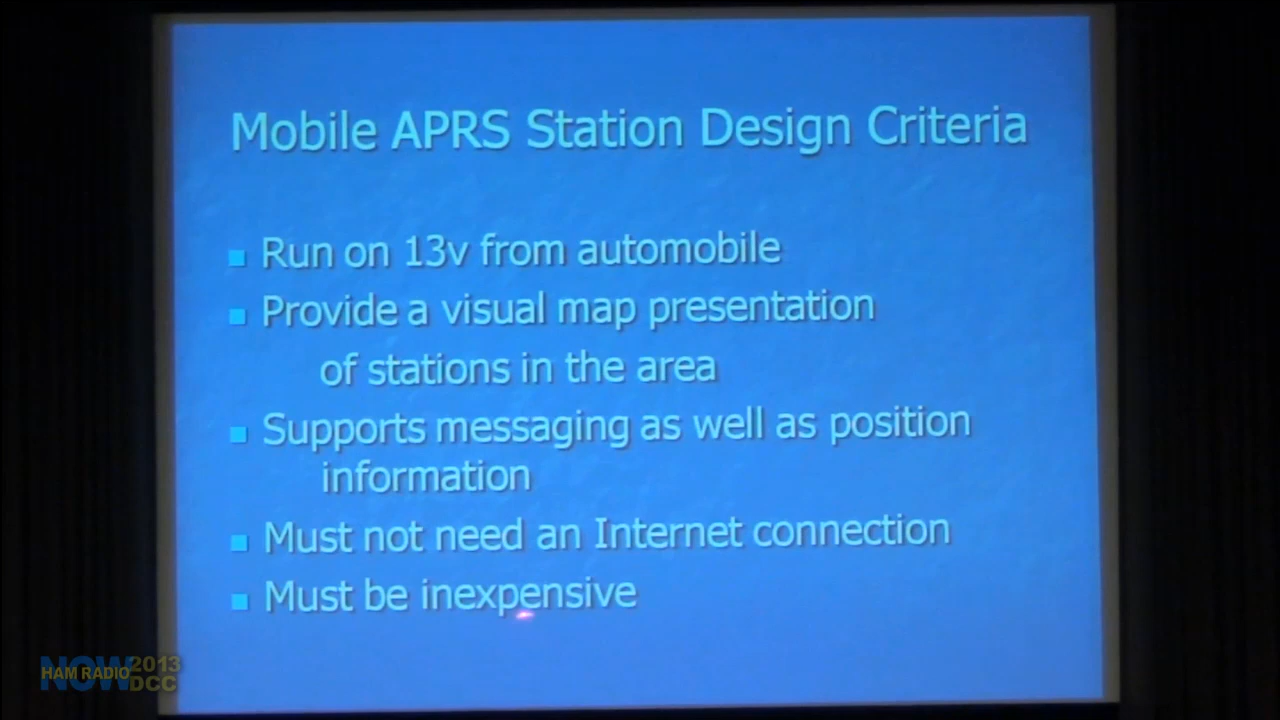 Mobile APRS Station Design Criteria
Run on 13v from automobile
Provide a visual map presentation
of stations in the area
Supports messaging as well as position
information
Must not need an Internet connection
Must be inexpensive
HAM RADIO
NOW
2013
DCC